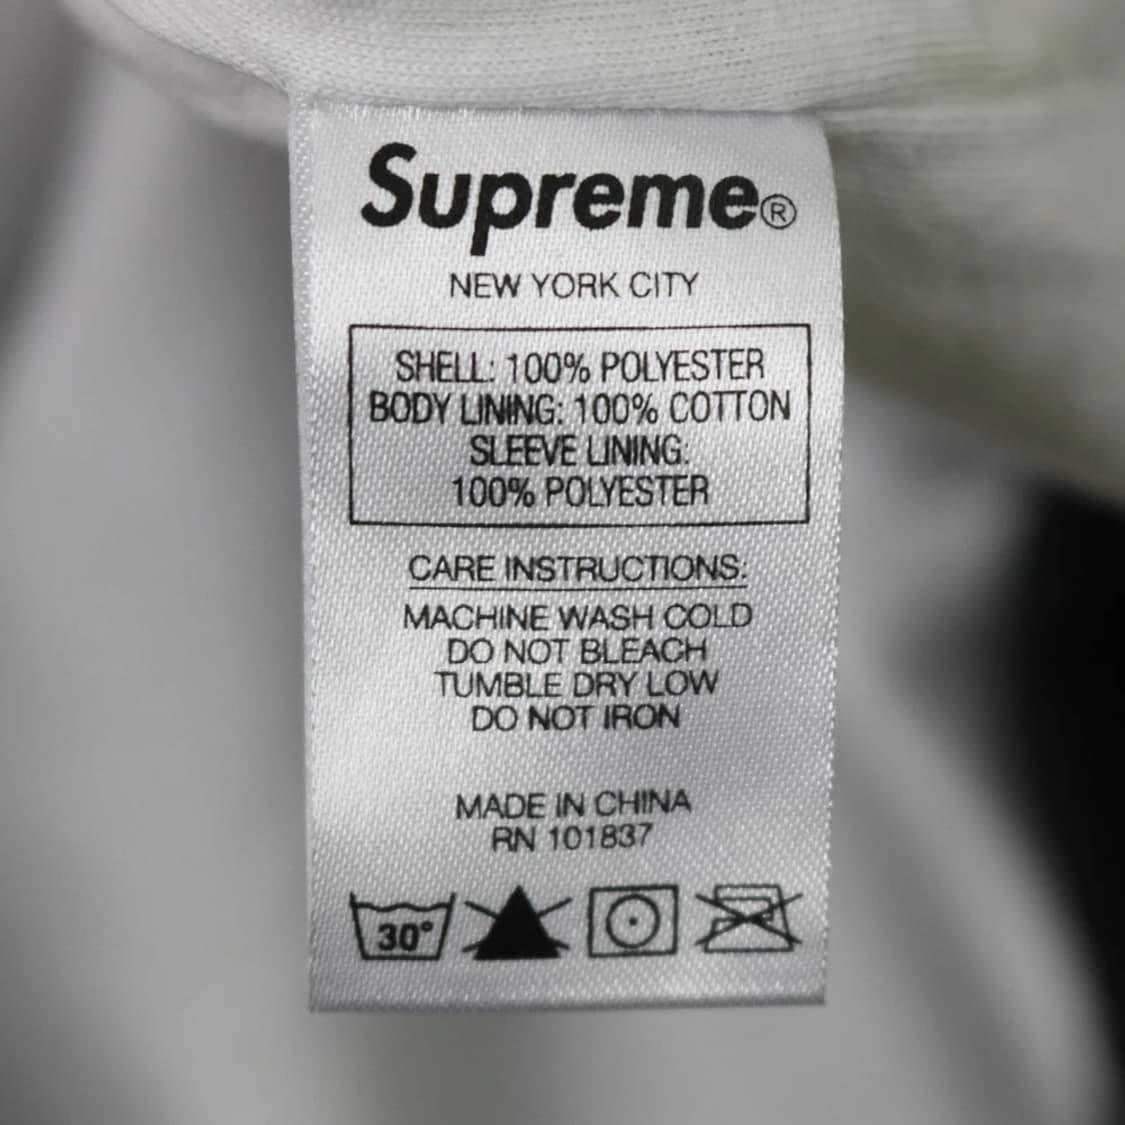 Supreme®
NEW YORK CITY
SHELL: 100% POLYESTER
BODY LINING: 100% COTTON
SLEEVE LINING:
100% POLYESTER
CARE INSTRUCTIONS:
MACHINE WASH COLD
DO NOT BLEACH
TUMBLE DRY LOW
DO NOT IRON
MADE IN CHINA
RN 101837
30°